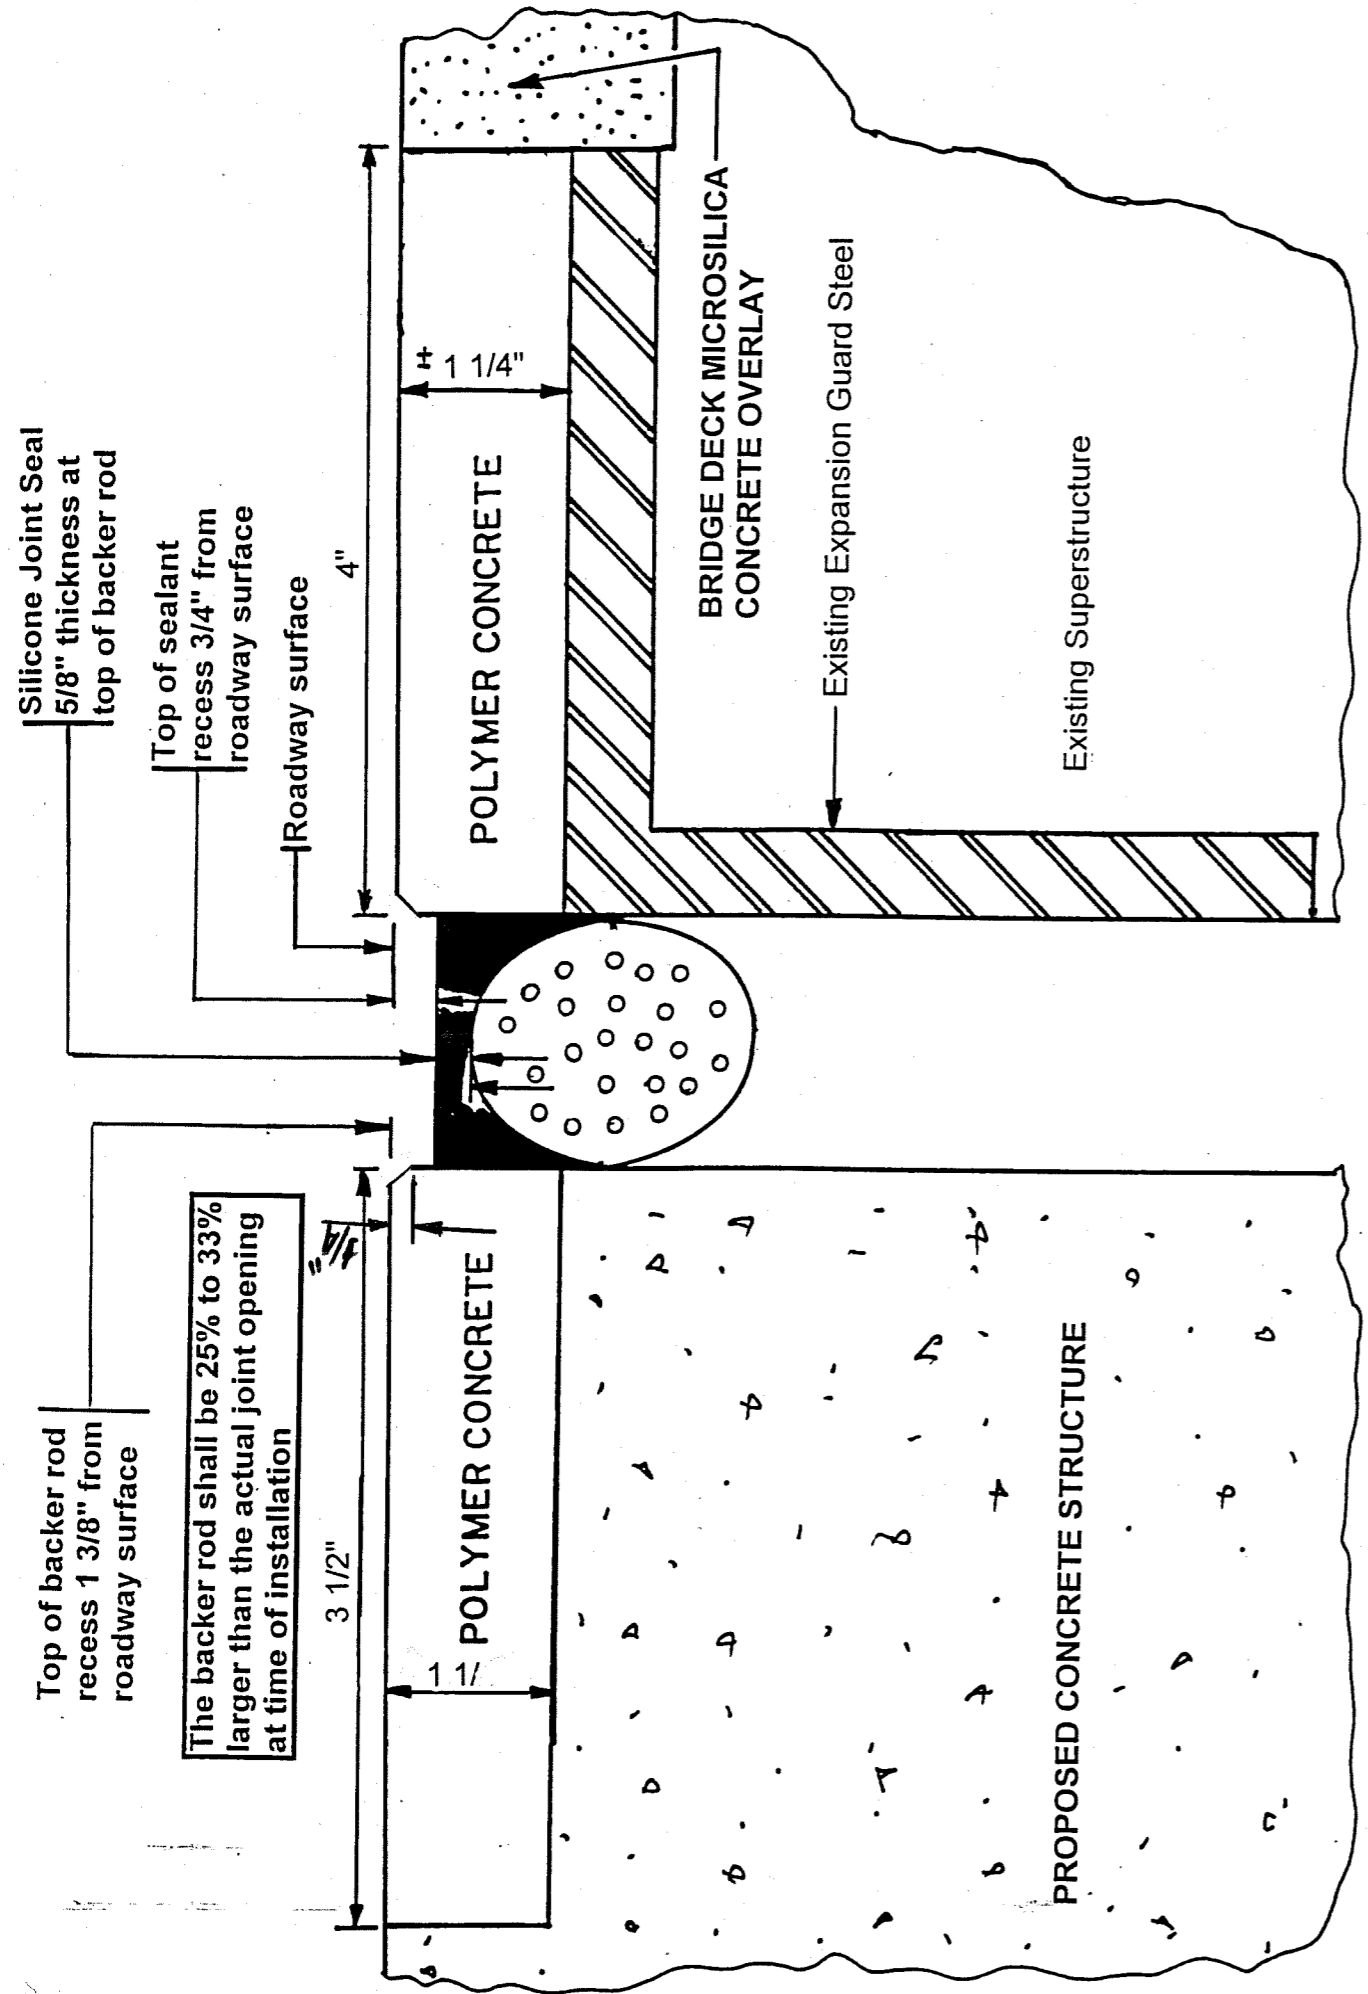 Top of backer rod
recess 1 3/8" from
roadway surface
The backer rod shall be 25% to 33%
larger than the actual joint opening
at time of installation
Silicone Joint Seal
5/8" thickness at
top of backer rod
Top of sealant
recess 3/4" from
roadway surface
Roadway surface
3 1/2"
1/4"
4"
1 1/
POLYMER CONCRETE
± 1 1/4"
POLYMER CONCRETE
BRIDGE DECK MICROSILICA
CONCRETE OVERLAY
Existing Expansion Guard Steel
Existing Superstructure
PROPOSED CONCRETE STRUCTURE